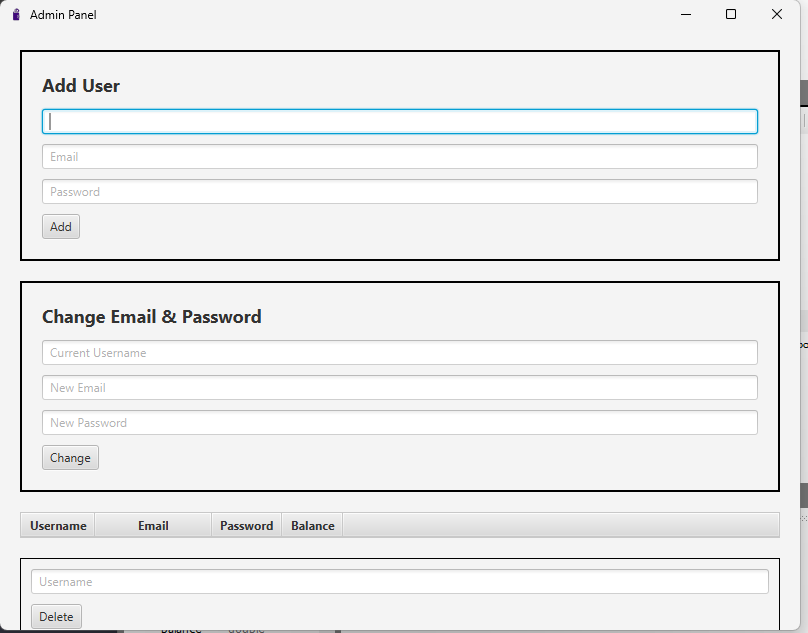 Admin Panel
Add User
Email
Password
Add
Change Email & Password
Current Username
New Email
New Password
Change
Username Email Password Balance
Username
Delete